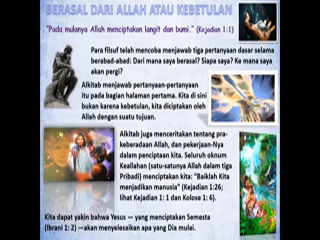 BERASAL DARI ALLAH ATAU KEBETULAN
"Pada mulanya Allah menciptakan langit dan bumi." (Kejadian 1:1)
Para filsuf telah mencoba menjawab tiga pertanyaan dasar selama
berabad-abad: Dari mana saya berasal? Siapa saya? Ke mana saya
akan pergi?
Alkitab menjawab pertanyaan-pertanyaan
itu pada bagian halaman pertama. Kita di sini
bukan karena kebetulan, kita diciptakan oleh
Allah dengan suatu tujuan.
Alkitab juga menceritakan tentang pra-
keberadaan Allah, dan pekerjaan-Nya
dalam penciptaan kita. Seluruh oknum
Keallahan (satu-satunya Allah dalam tiga
Pribadi) menciptakan kita: "Baiklah Kita
menjadikan manusia" (Kejadian 1:26;
lihat Kejadian 1: 1 dan Kolose 1: 6).
Kita dapat yakin bahwa Yesus — yang menciptakan Semesta
(Ibrani 1: 2) —akan menyelesaikan apa yang Dia mulai.